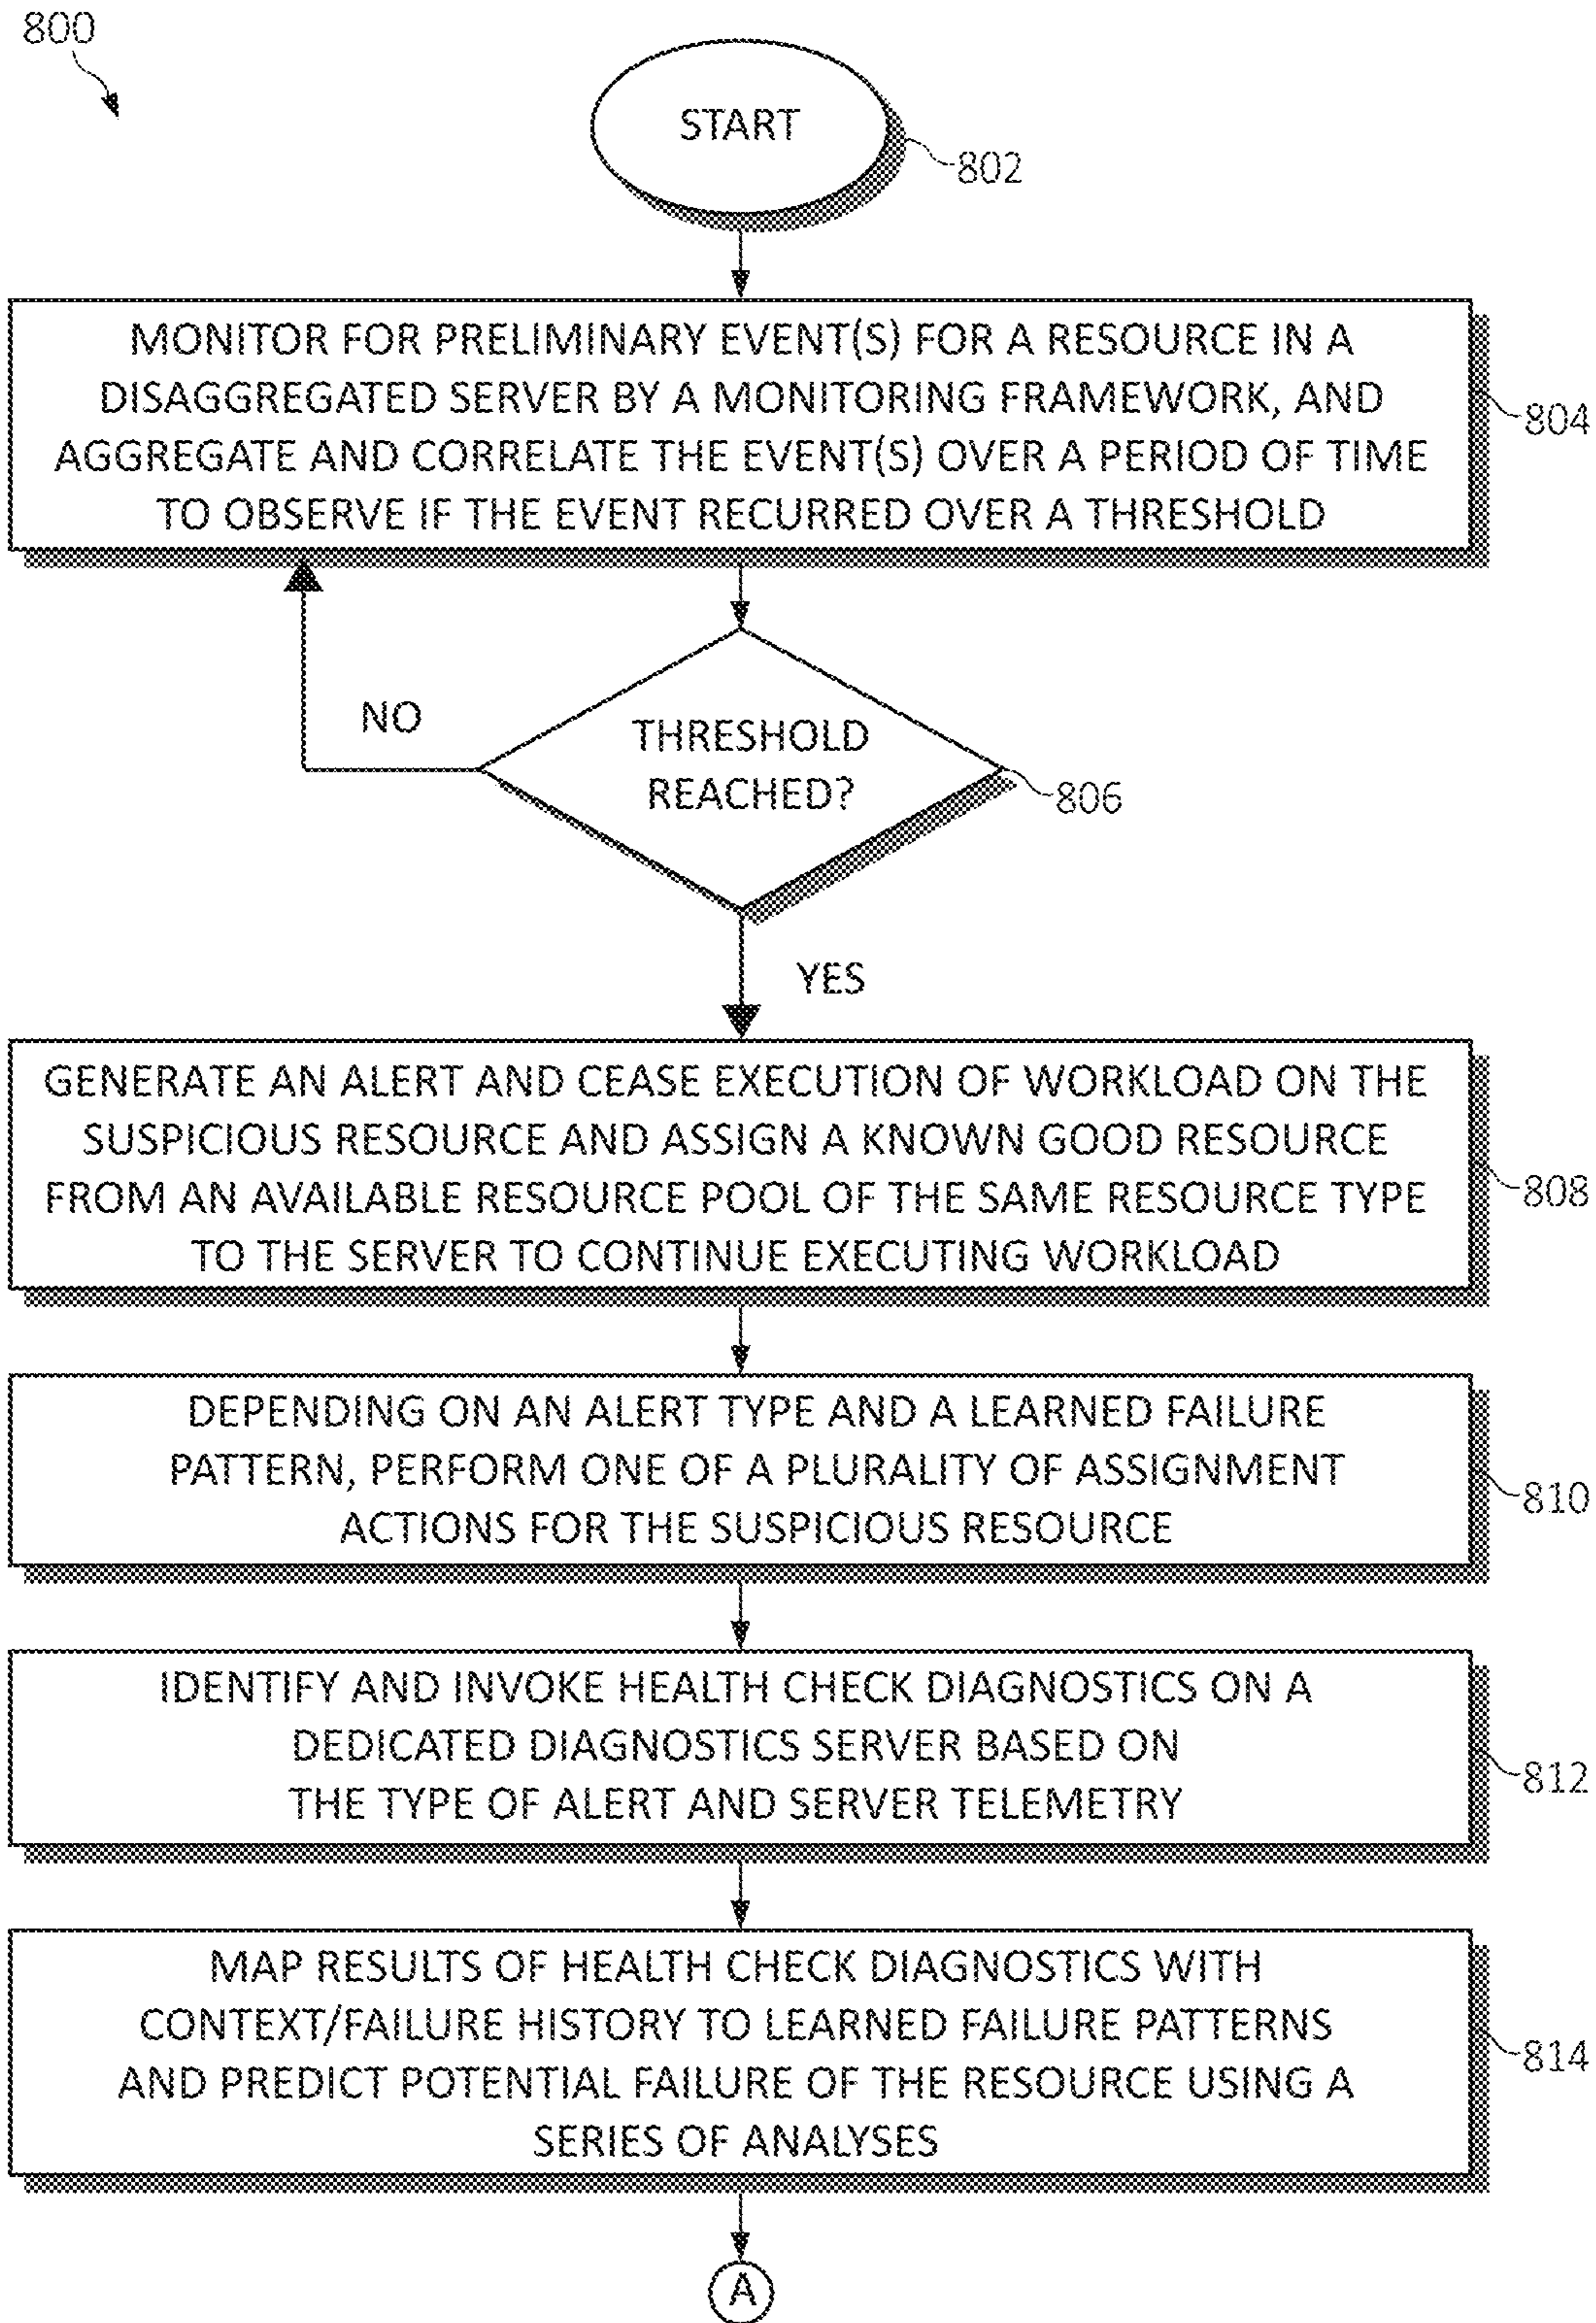 800
START
802
MONITOR FOR PRELIMINARY EVENT(S) FOR A RESOURCE IN A
DISAGGREGATED SERVER BY A MONITORING FRAMEWORK, AND
AGGREGATE AND CORRELATE THE EVENT(S) OVER A PERIOD OF TIME
TO OBSERVE IF THE EVENT RECURRED OVER A THRESHOLD
804
NO
THRESHOLD
REACHED?
806
YES
GENERATE AN ALERT AND CEASE EXECUTION OF WORKLOAD ON THE
SUSPICIOUS RESOURCE AND ASSIGN A KNOWN GOOD RESOURCE
FROM AN AVAILABLE RESOURCE POOL OF THE SAME RESOURCE TYPE
TO THE SERVER TO CONTINUE EXECUTING WORKLOAD
808
DEPENDING ON AN ALERT TYPE AND A LEARNED FAILURE
PATTERN, PERFORM ONE OF A PLURALITY OF ASSIGNMENT
ACTIONS FOR THE SUSPICIOUS RESOURCE
810
IDENTIFY AND INVOKE HEALTH CHECK DIAGNOSTICS ON A
DEDICATED DIAGNOSTICS SERVER BASED ON
THE TYPE OF ALERT AND SERVER TELEMETRY
812
MAP RESULTS OF HEALTH CHECK DIAGNOSTICS WITH
CONTEXT/FAILURE HISTORY TO LEARNED FAILURE PATTERNS
AND PREDICT POTENTIAL FAILURE OF THE RESOURCE USING A
SERIES OF ANALYSES
814
A